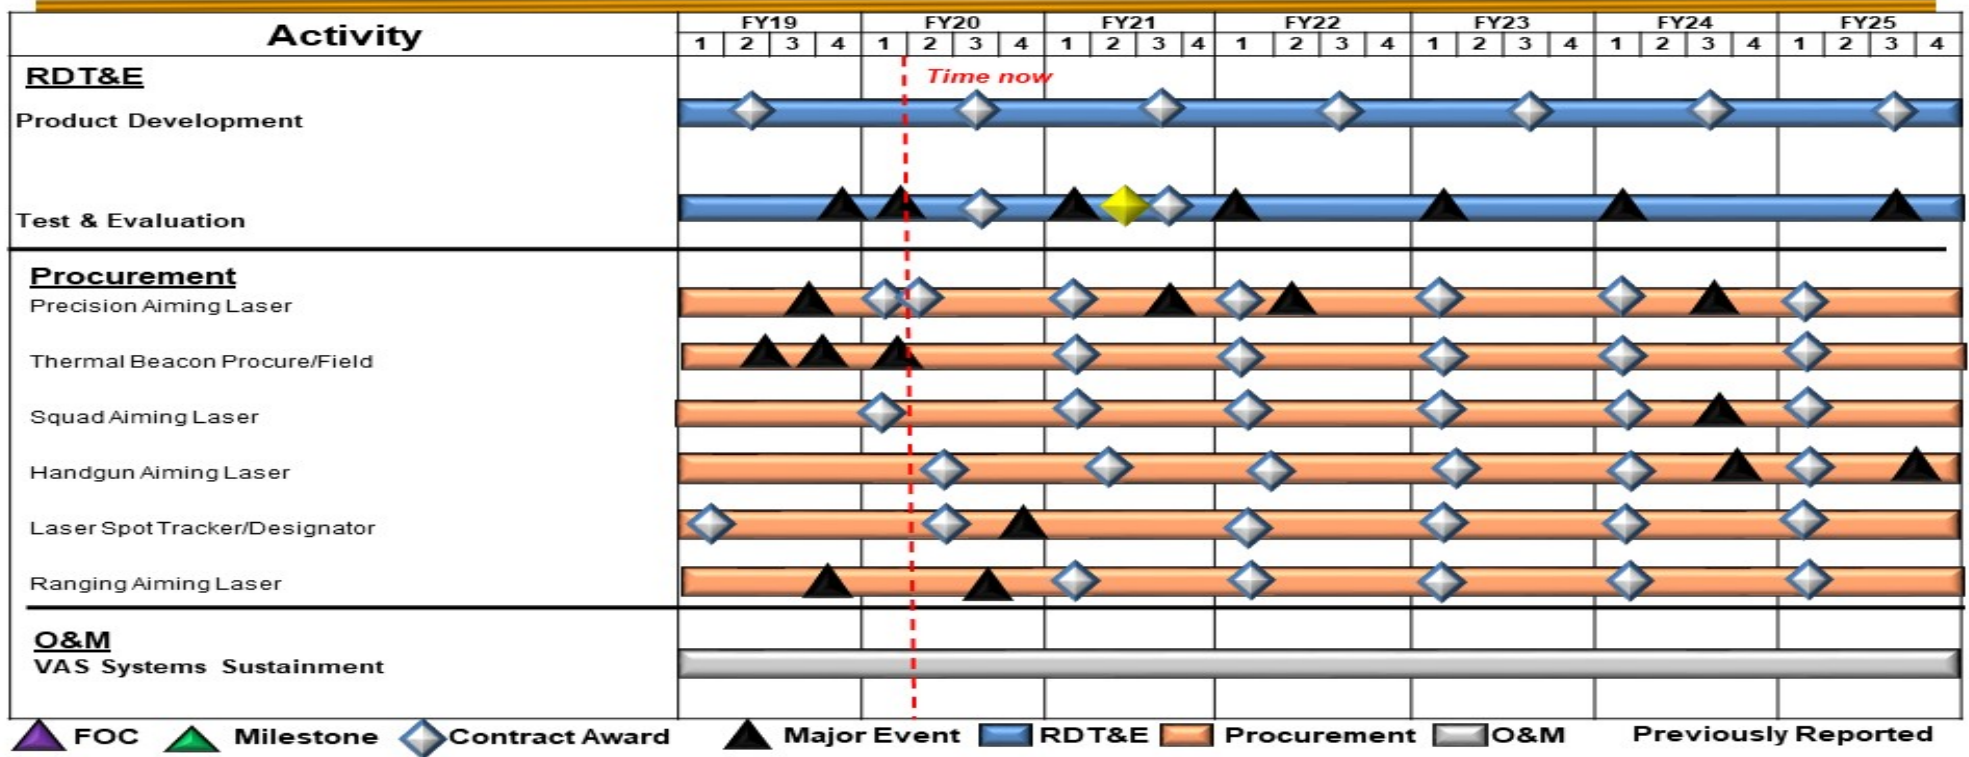 Activity FY19 FY20 FY21 FY22 FY23 FY24 FY25
1 2 3 4 1 2 3 4 1 2 3 4 1 2 3 4 1 2 3 4 1 2 3 4 1 2 3 4
RDT&E
Time now
Product Development
Test & Evaluation
Procurement
Precision Aiming Laser
Thermal Beacon Procure/Field
Squad Aiming Laser
Handgun Aiming Laser
Laser Spot Tracker/Designator
Ranging Aiming Laser
O&M
VAS Systems Sustainment
FOC Milestone Contract Award Major Event RDT&E Procurement O&M Previously Reported